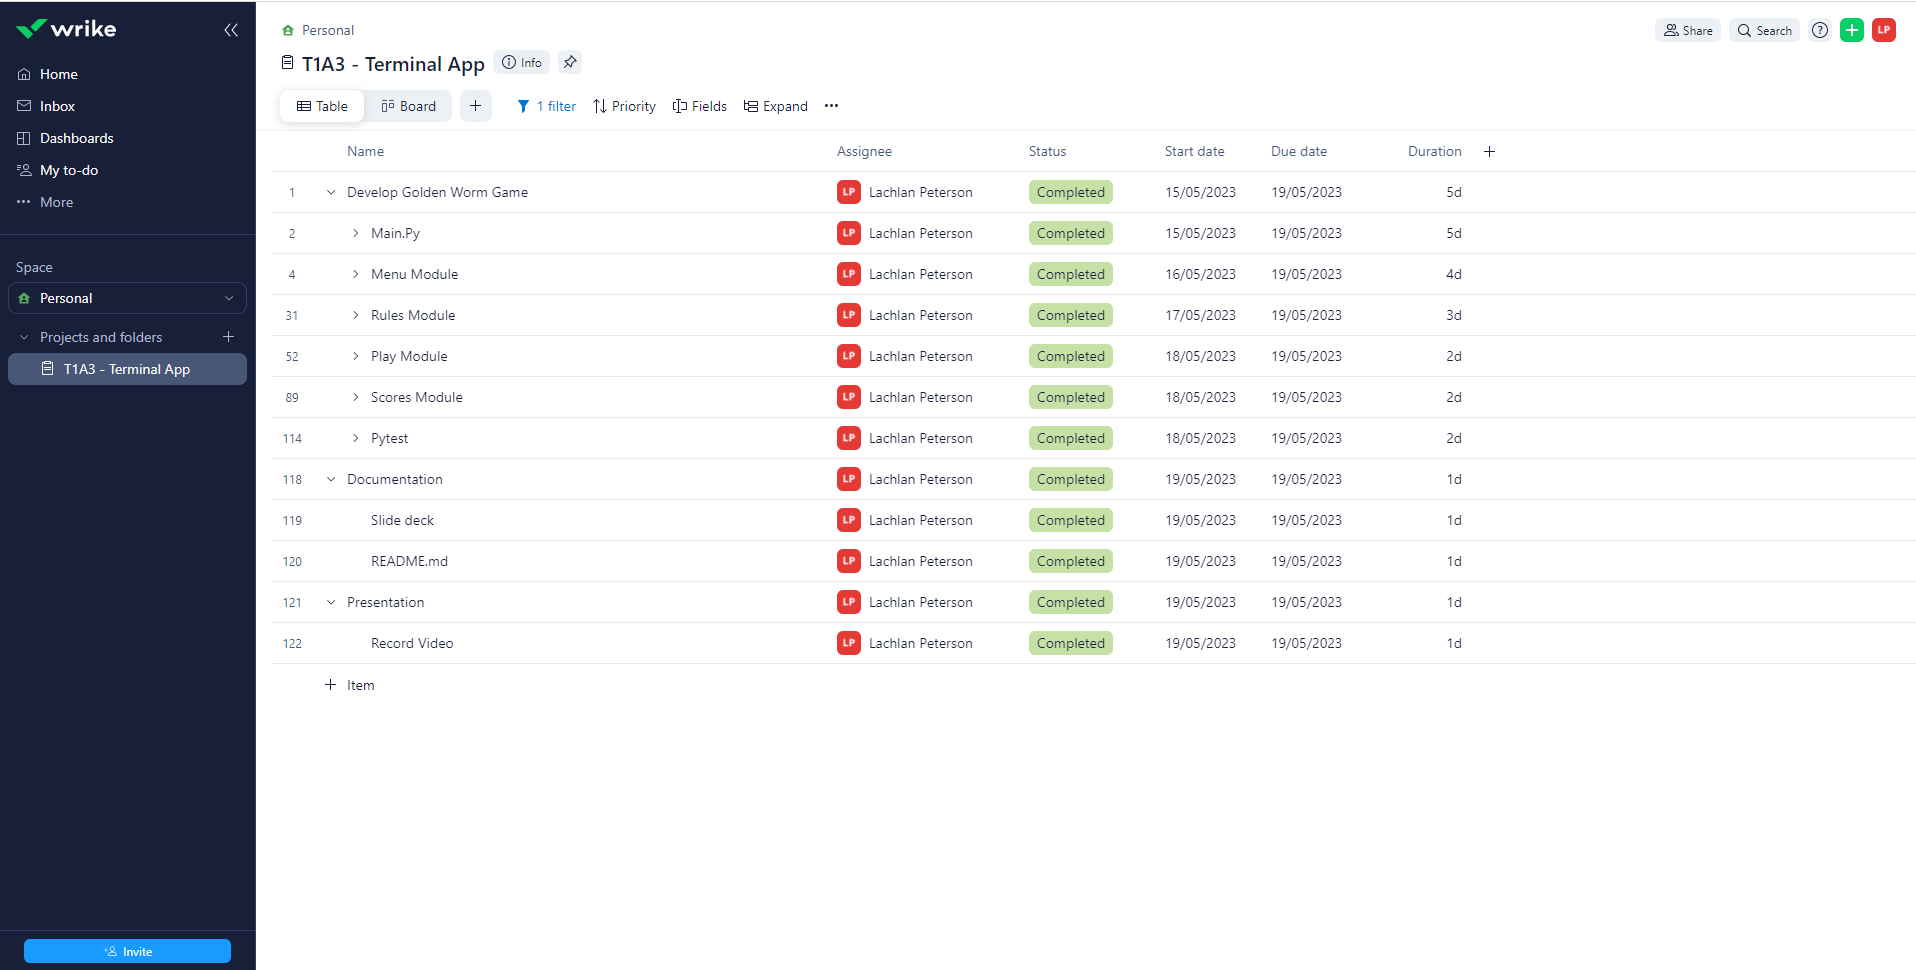 wrike
Home
Inbox
Dashboards
My to-do
More
Space
Personal
Projects and folders
T1A3 - Terminal App
Invite
Personal
T1A3 - Terminal App Info
Share Search ? LP
Table Board 1 filter Priority Fields Expand
Name Assignee Status Start date Due date Duration
1 Develop Golden Worm Game LP Lachlan Peterson Completed 15/05/2023 19/05/2023 5d
2 Main.Py LP Lachlan Peterson Completed 15/05/2023 19/05/2023 5d
4 Menu Module LP Lachlan Peterson Completed 16/05/2023 19/05/2023 4d
31 Rules Module LP Lachlan Peterson Completed 17/05/2023 19/05/2023 3d
52 Play Module LP Lachlan Peterson Completed 18/05/2023 19/05/2023 2d
89 Scores Module LP Lachlan Peterson Completed 18/05/2023 19/05/2023 2d
114 Pytest LP Lachlan Peterson Completed 18/05/2023 19/05/2023 2d
118 Documentation LP Lachlan Peterson Completed 19/05/2023 19/05/2023 1d
119 Slide deck LP Lachlan Peterson Completed 19/05/2023 19/05/2023 1d
120 README.md LP Lachlan Peterson Completed 19/05/2023 19/05/2023 1d
121 Presentation LP Lachlan Peterson Completed 19/05/2023 19/05/2023 1d
122 Record Video LP Lachlan Peterson Completed 19/05/2023 19/05/2023 1d
Item